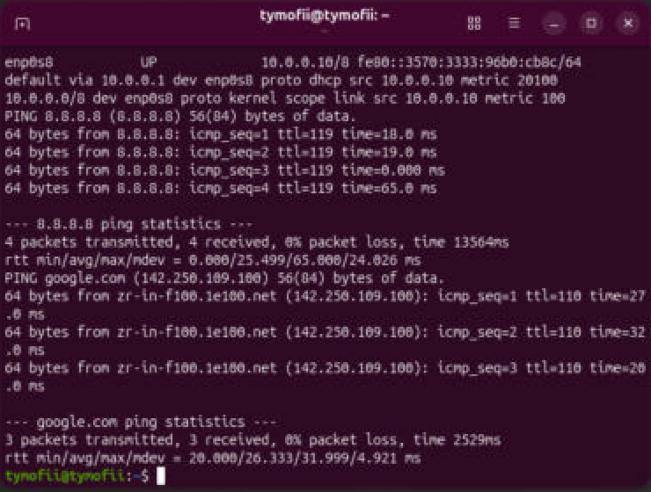 tymofii@tymofii: ~
enp0s8 UP 10.0.0.10/8 fe80::3570:3333:96b0:cb8c/64
default via 10.0.0.1 dev enp0s8 proto dhcp src 10.0.0.10 metric 20100
10.0.0.0/8 dev enp0s8 proto kernel scope link src 10.0.0.10 metric 100
PING 8.8.8.8 (8.8.8.8) 56(84) bytes of data.
64 bytes from 8.8.8.8: icmp_seq=1 ttl=119 time=18.0 ms
64 bytes from 8.8.8.8: icmp_seq=2 ttl=119 time=19.0 ms
64 bytes from 8.8.8.8: icmp_seq=3 ttl=119 time=0.000 ms
64 bytes from 8.8.8.8: icmp_seq=4 ttl=119 time=65.0 ms
--- 8.8.8.8 ping statistics ---
4 packets transmitted, 4 received, 0% packet loss, time 13564ms
rtt min/avg/max/mdev = 0.000/25.499/65.000/24.026 ms
PING google.com (142.250.109.100) 56(84) bytes of data.
64 bytes from zr-in-f100.1e100.net (142.250.109.100): icmp_seq=1 ttl=110 time=27
.0 ms
64 bytes from zr-in-f100.1e100.net (142.250.109.100): icmp_seq=2 ttl=110 time=32
.0 ms
64 bytes from zr-in-f100.1e100.net (142.250.109.100): icmp_seq=3 ttl=110 time=20
.0 ms
--- google.com ping statistics ---
3 packets transmitted, 3 received, 0% packet loss, time 2529ms
rtt min/avg/max/mdev = 20.000/26.333/31.999/4.921 ms
tymofii@tymofii:~$